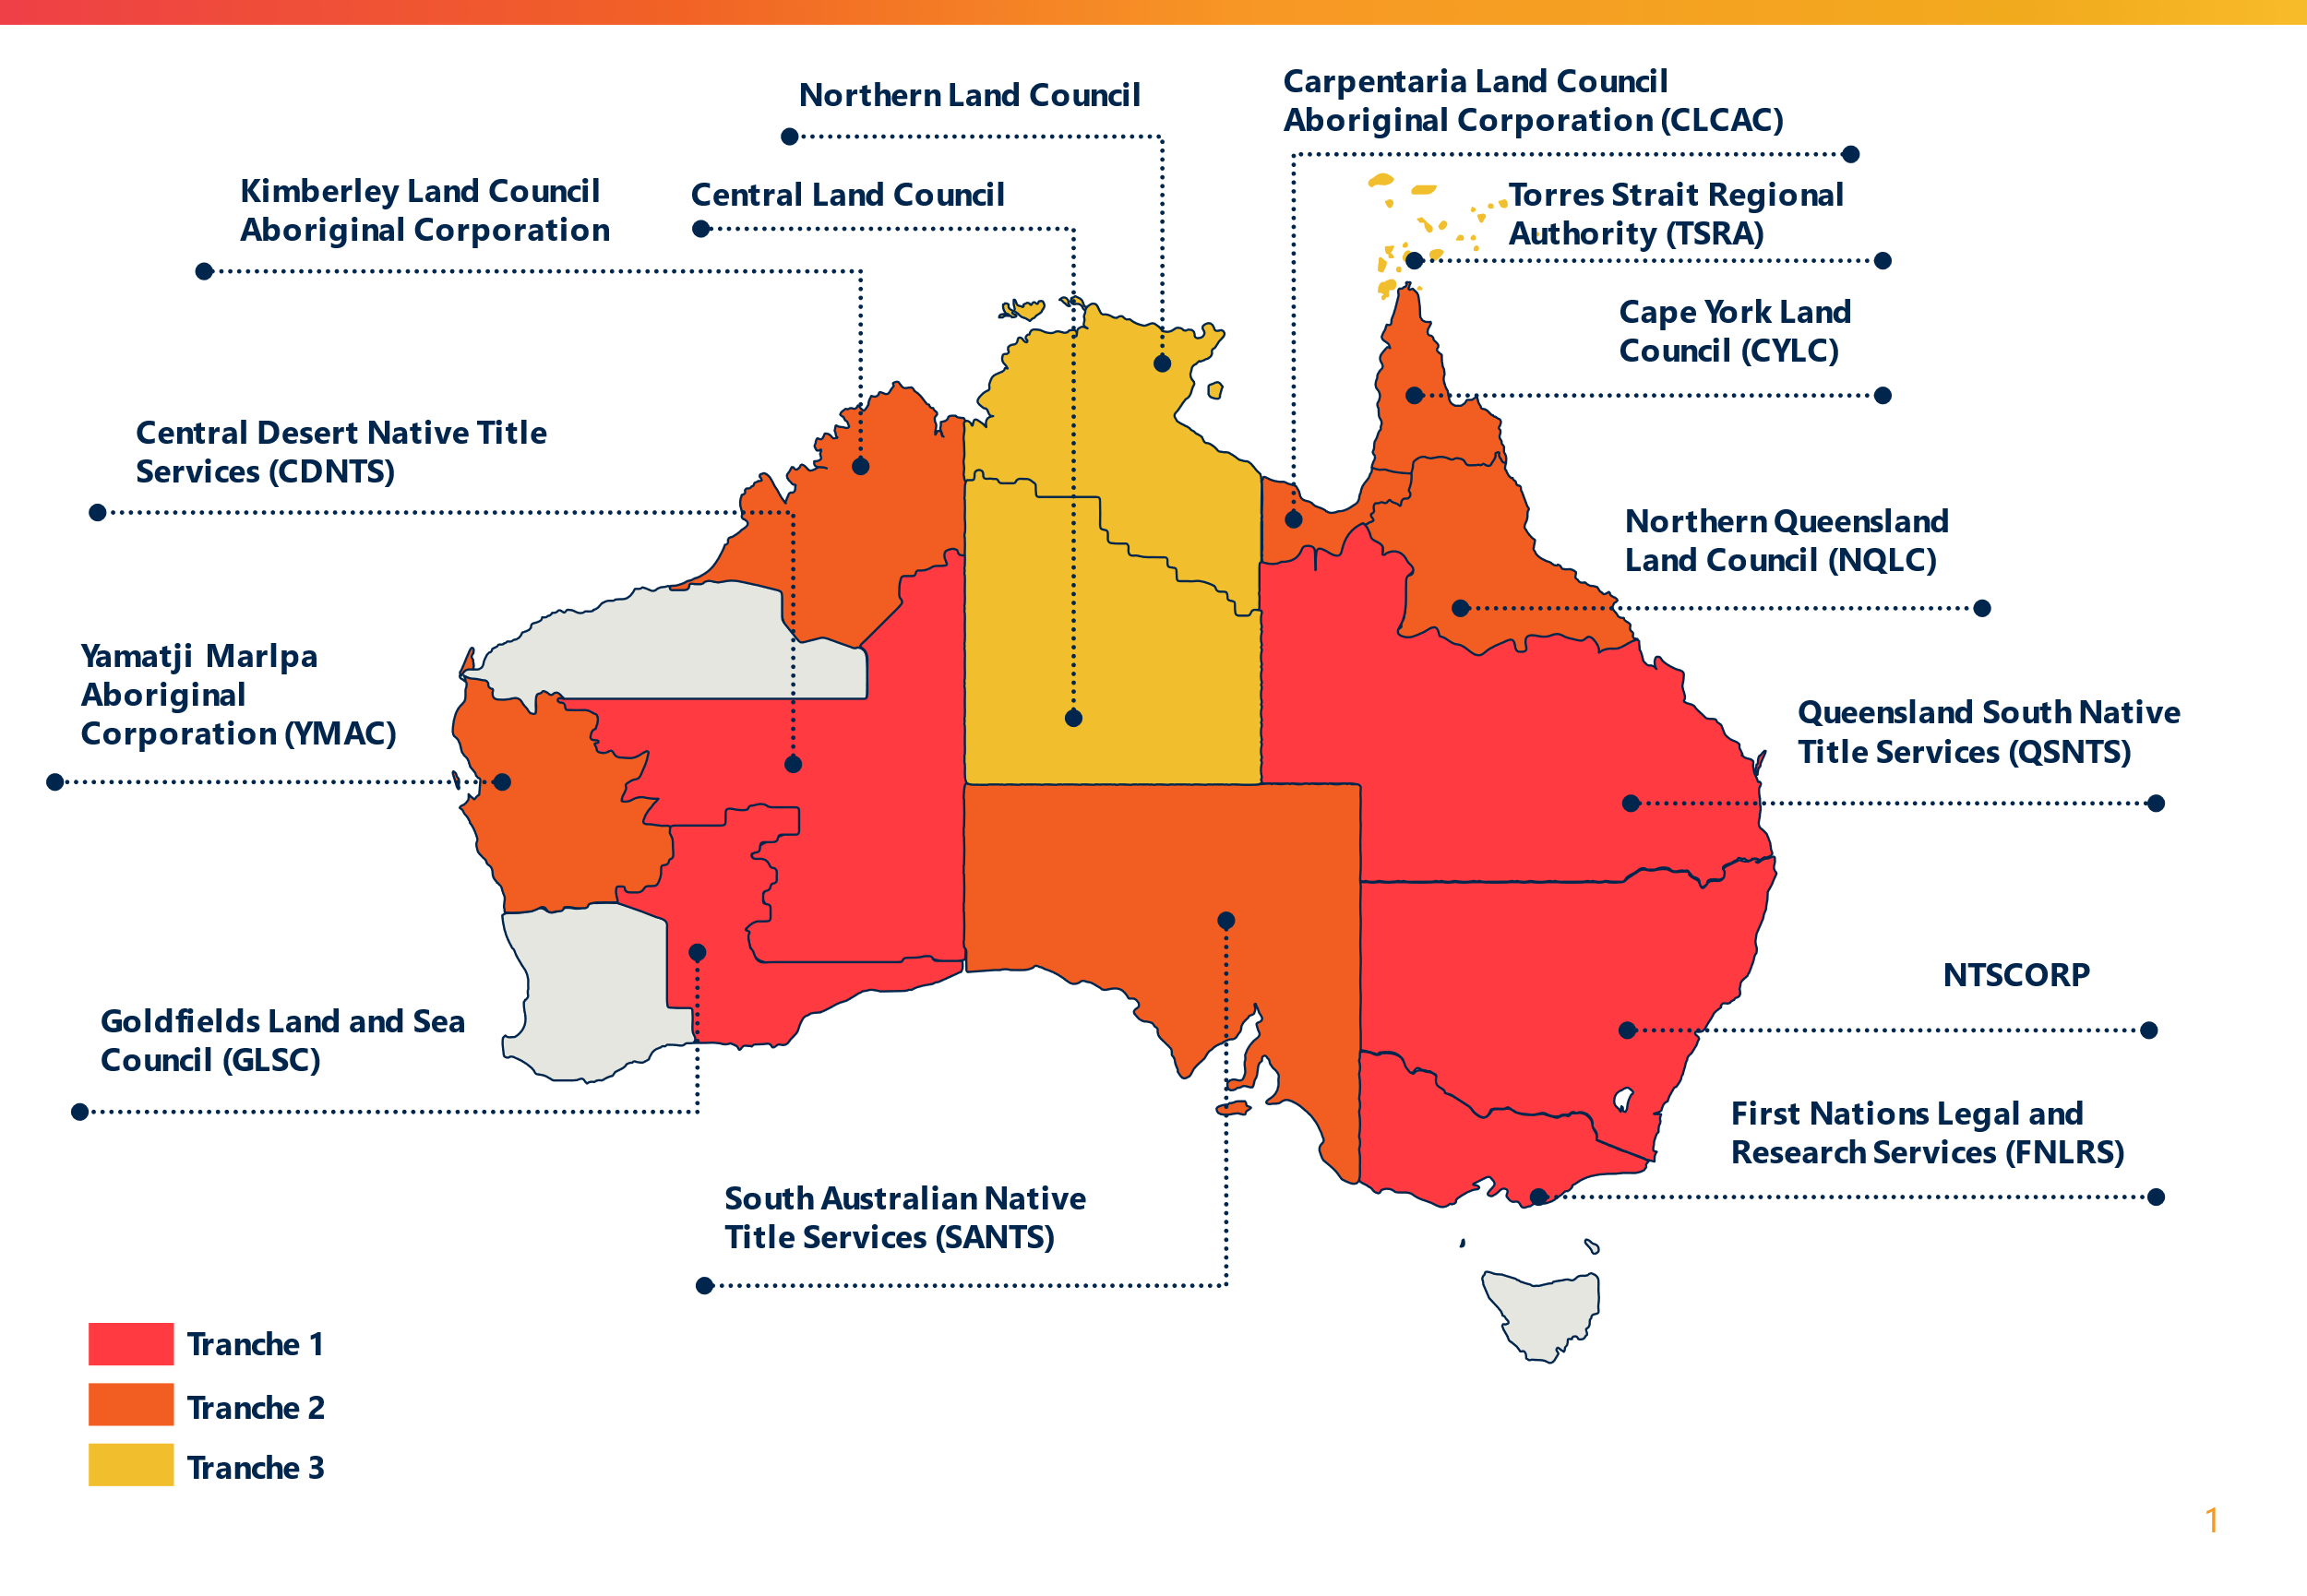 Northern Land Council
Carpentaria Land Council
Aboriginal Corporation (CLCAC)
Kimberley Land Council
Aboriginal Corporation
Central Land Council
Torres Strait Regional
Authority (TSRA)
Cape York Land
Council (CYLC)
Central Desert Native Title
Services (CDNTS)
Northern Queensland
Land Council (NQLC)
Yamatji Marlpa
Aboriginal
Corporation (YMAC)
Queensland South Native
Title Services (QSNTS)
NTSCORP
Goldfields Land and Sea
Council (GLSC)
First Nations Legal and
Research Services (FNLRS)
South Australian Native
Title Services (SANTS)
Tranche 1
Tranche 2
Tranche 3
1